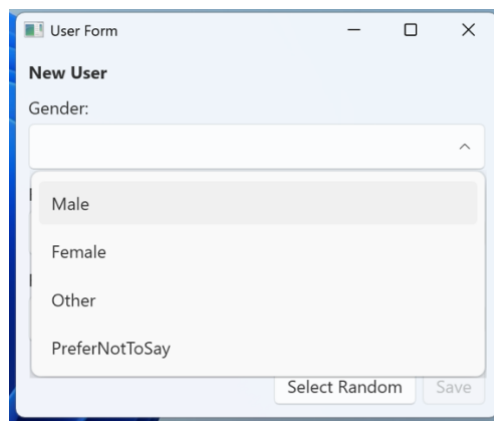 User Form
New User
Gender:
Male
Female
Other
PreferNotToSay
Select Random Save